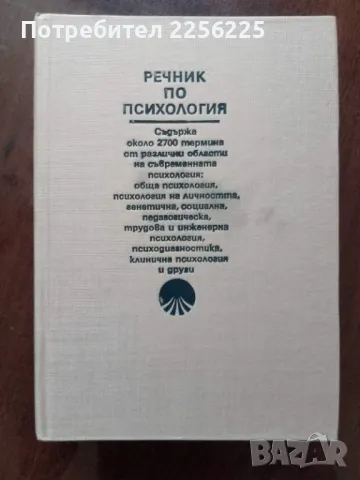 Потребител 2256225
РЕЧНИК
ПО
ПСИХОЛОГИЯ
Съдържа
около 2700 термина
от различни области
на съвременната
психология:
обща психология,
психология на личността,
генетична, социална,
педагогическа,
трудова и инженерна
психология,
психодиагностика,
клинична психология
и други
BAZAR